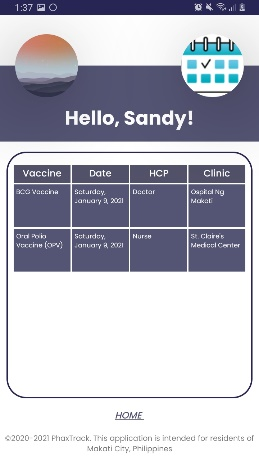 1:37
Hello, Sandy!
Vaccine Date HCP Clinic
BCG Vaccine Saturday, Doctor Ospital Ng
January 9, 2021 Makati
Oral Polio Saturday, Nurse St. Claire's
Vaccine (OPV) January 9, 2021 Medical Center
HOME
©2020-2021 PhaxTrack. This application is intended for residents of
Makati City, Philippines